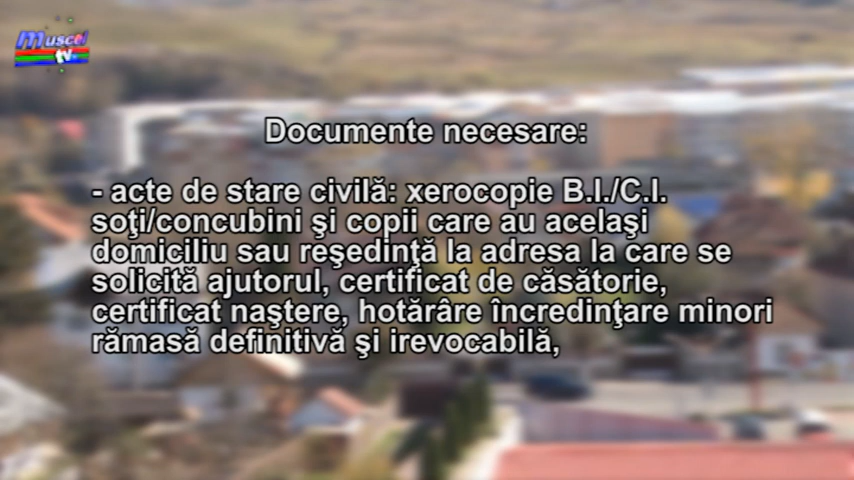 Muscel
tv
Documente necesare:
- acte de stare civilă: xerocopie B.I./C.I.
soţi/concubini şi copii care au acelaşi
domiciliu sau reşedinţă la adresa la care se
solicită ajutorul, certificat de căsătorie,
certificat naştere, hotărâre încredinţare minori
rămasă definitivă şi irevocabilă,